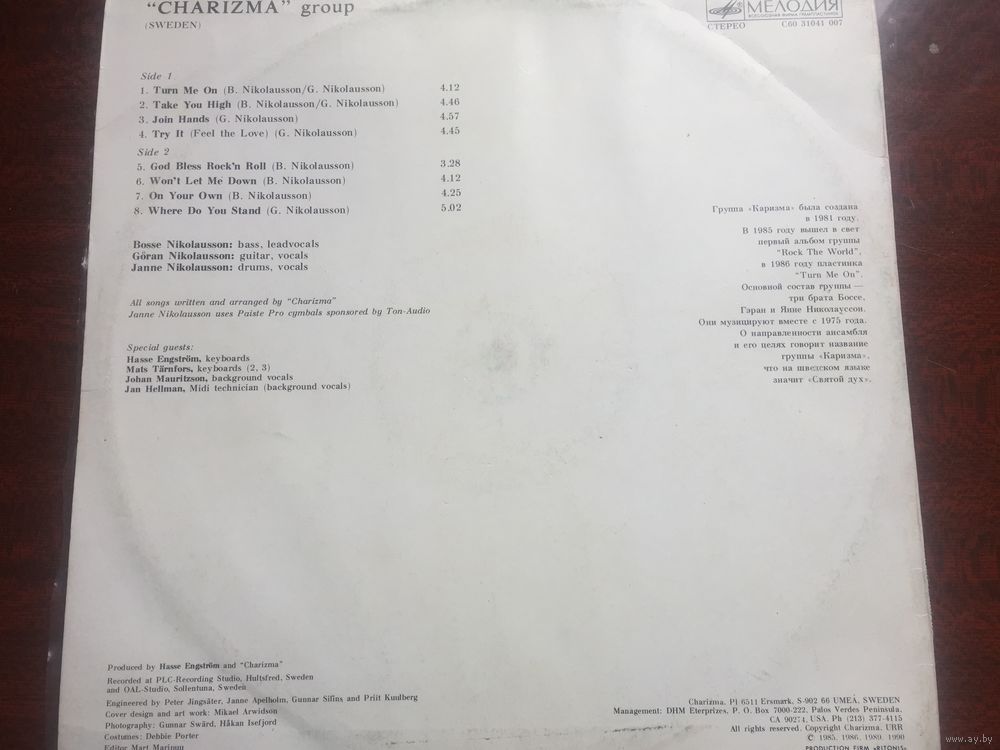 “CHARIZMA” group
(SWEDEN)
МЕЛОДИЯ
ВСЕСОЮЗНАЯ ФИРМА ГРАМПЛАСТИНОК
СТЕРЕО С60 31041 007
Side 1
1. Turn Me On (B. Nikolausson/G. Nikolausson) 4.12
2. Take You High (B. Nikolausson/G. Nikolausson) 4.46
3. Join Hands (G. Nikolausson) 4.57
4. Try It (Feel the Love) (G. Nikolausson) 4.45
Side 2
5. God Bless Rock'n Roll (B. Nikolausson) 3.28
6. Won't Let Me Down (B. Nikolausson) 4.12
7. On Your Own (B. Nikolausson) 4.25
8. Where Do You Stand (G. Nikolausson) 5.02
Bosse Nikolausson: bass, leadvocals
Göran Nikolausson: guitar, vocals
Janne Nikolausson: drums, vocals
All songs written and arranged by “Charizma”
Janne Nikolausson uses Paiste Pro cymbals sponsored by Ton-Audio
Special guests:
Hasse Engström, keyboards
Mats Tärnfors, keyboards (2, 3)
Johan Mauritzson, background vocals
Jan Hellman, Midi technician (background vocals)
Группа «Каризма» была создана
в 1981 году.
В 1985 году вышел в свет
первый альбом группы
“Rock The World”,
в 1986 году пластинка
“Turn Me On”.
Основной состав группы —
три брата Боссе,
Гэран и Янне Николауссон.
Они музицируют вместе с 1975 года.
О направленности ансамбля
и его целях говорит название
группы «Каризма»,
что на шведском языке
значит «Святой дух».
Produced by Hasse Engström and “Charizma”
Recorded at PLC-Recording Studio, Hultsfred, Sweden
and OAL-Studio, Sollentuna, Sweden
Engineered by Peter Jingsäter, Janne Apelholm, Gunnar Sifins and Priit Kuulberg
Cover design and art work: Mikael Arwidson
Photography: Gunnar Swärd, Håkan Isefjord
Costumes: Debbie Porter
Editor Mart Marimuu
Charizma, Pl 6511 Ersmark, S-902 66 UMEÅ, SWEDEN
Management: DHM Eterprizes, P. O. Box 7000-222, Palos Verdes Peninsula,
CA 90274, USA. Ph (213) 377-4115
All rights reserved. Copyright Charizma, URR
© 1985, 1986, 1989, 1990
PRODUCTION FIRM «RITONIS»
www.ay.by